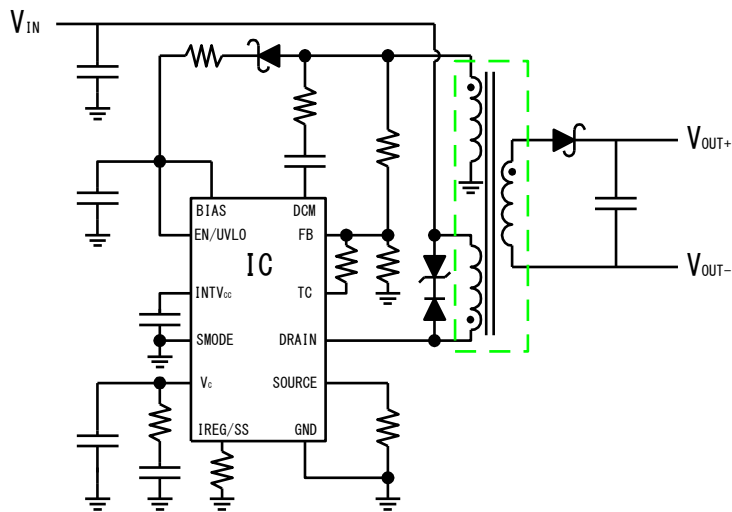 VIN
VOUT+
BIAS DCM
EN/UVLO FB
IC
INTVcc TC
SMODE DRAIN
VOUT-
Vc SOURCE
IREG/SS GND